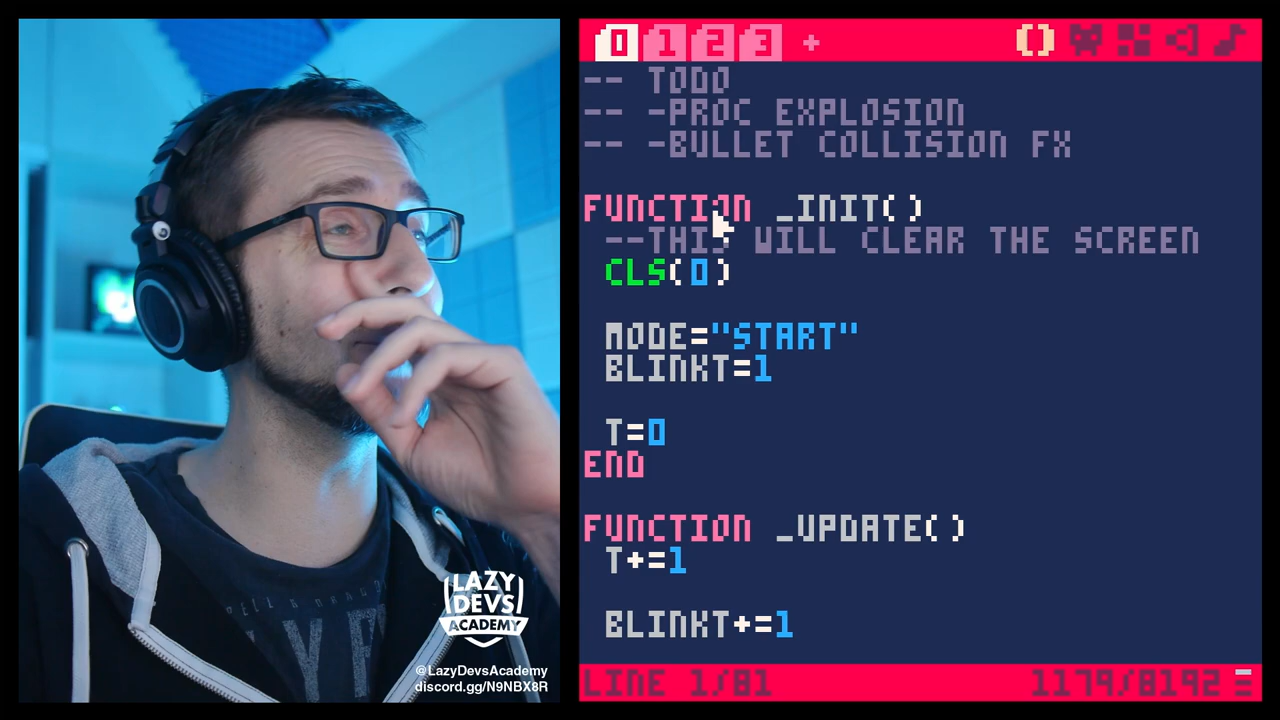 LAZY
DEVS
ACADEMY
@LazyDevsAcademy
discord.gg/N9NBX8R
0 1 2 3 +
-- TODO
-- -PROC EXPLOSION
-- -BULLET COLLISION FX
FUNCTION _INIT()
--THIS WILL CLEAR THE SCREEN
CLS(0)
MODE="START"
BLINKT=1
T=0
END
FUNCTION _UPDATE()
T+=1
BLINKT+=1
LINE 1/81
1179/8192